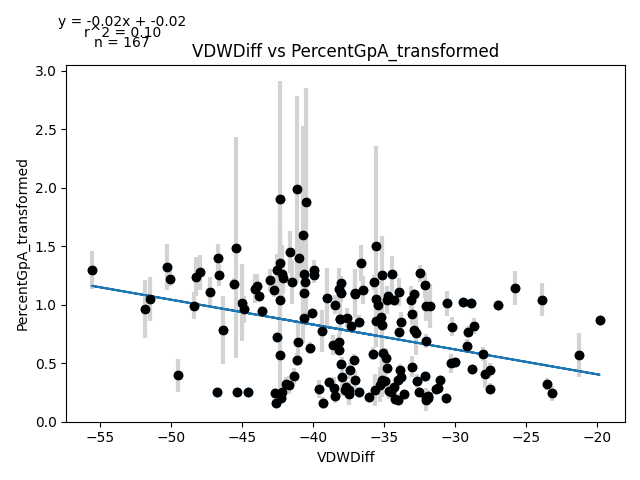 y = -0.02x + -0.02
r^2 = 0.10
n = 167
VDWDiff vs PercentGpA_transformed
3.0
2.5
2.0
1.5
1.0
0.5
0.0
PercentGpA_transformed
−55
−50
−45
−40
−35
−30
−25
−20
VDWDiff